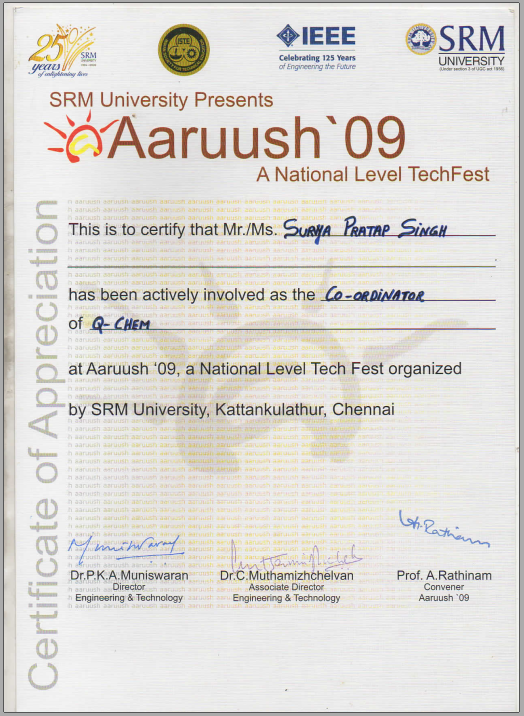 25
years
of enlightening lives
SRM
ISTE
IEEE
Celebrating 125 Years
of Engineering the Future
SRM
UNIVERSITY
(Under section 3 of UGC act 1956)
SRM University Presents
Aaruush`09
A National Level TechFest
Certificate of Appreciation
This is to certify that Mr./Ms. SURYA PRATAP SINGH
has been actively involved as the CO-ORDINATOR
of Q-CHEM
at Aaruush ‘09, a National Level Tech Fest organized
by SRM University, Kattankulathur, Chennai
Dr.P.K.A.Muniswaran
Director
Engineering & Technology
Dr.C.Muthamizhchelvan
Associate Director
Engineering & Technology
Prof. A.Rathinam
Convener
Aaruush `09